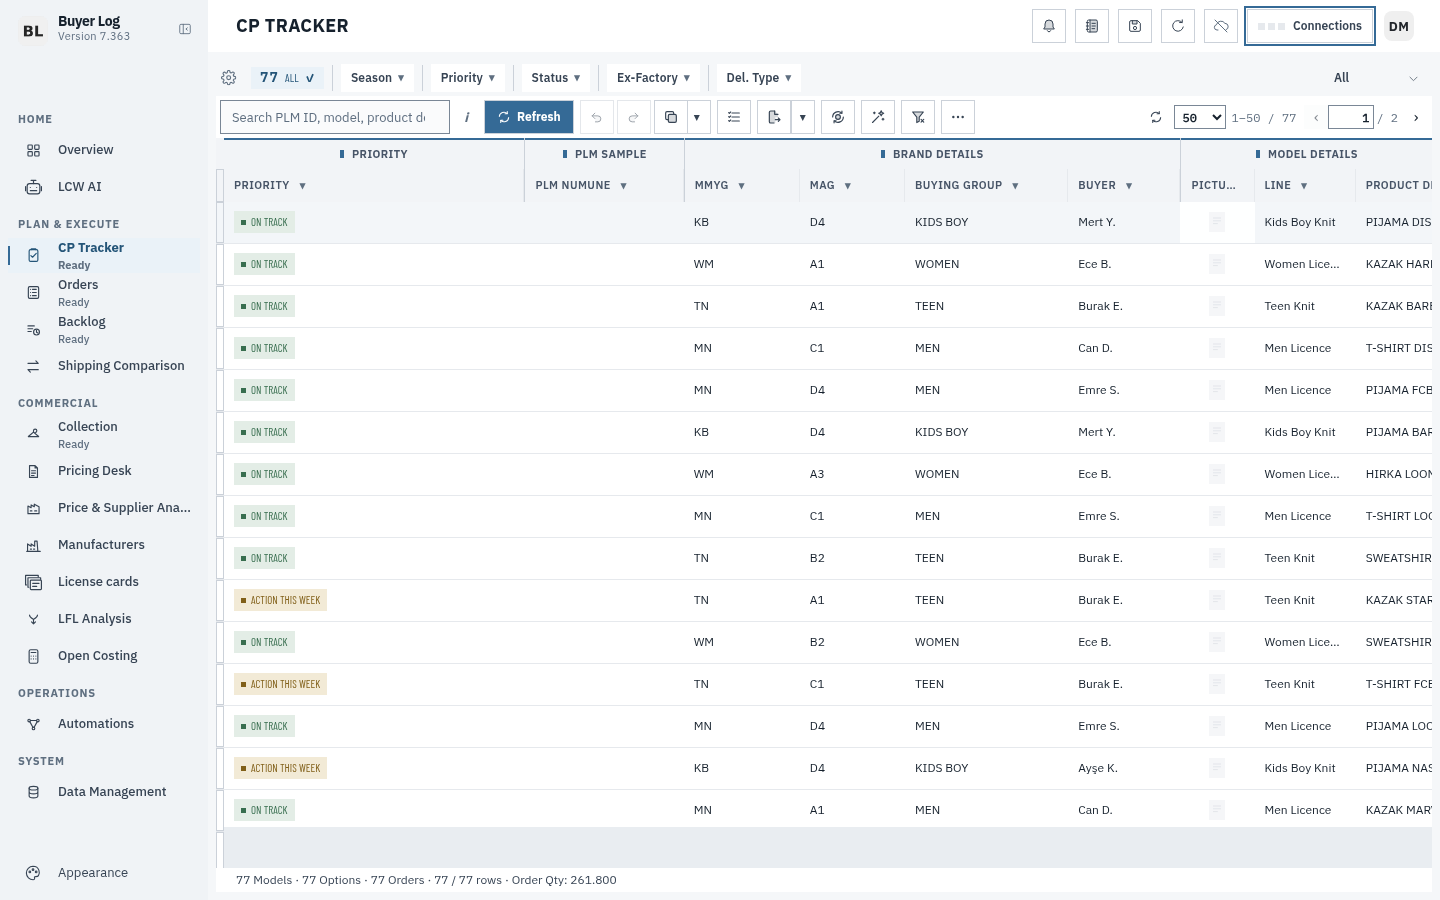 BL
Buyer Log
Version 7.363
HOME
Overview
LCW AI
PLAN & EXECUTE
CP Tracker
Ready
Orders
Ready
Backlog
Ready
Shipping Comparison
COMMERCIAL
Collection
Ready
Pricing Desk
Price & Supplier Ana...
Manufacturers
License cards
LFL Analysis
Open Costing
OPERATIONS
Automations
SYSTEM
Data Management
Appearance
CP TRACKER
Connections
DM
77 ALL
Season
Priority
Status
Ex-Factory
Del. Type
All
Search PLM ID, model, product de
i
Refresh
50
1–50 / 77
1 / 2
PRIORITY PLM SAMPLE BRAND DETAILS MODEL DETAILS
PRIORITY PLM NUMUNE MMYG MAG BUYING GROUP BUYER PICTU... LINE PRODUCT DE
ON TRACK KB D4 KIDS BOY Mert Y. Kids Boy Knit PIJAMA DIS
ON TRACK WM A1 WOMEN Ece B. Women Lice... KAZAK HARI
ON TRACK TN A1 TEEN Burak E. Teen Knit KAZAK BARB
ON TRACK MN C1 MEN Can D. Men Licence T-SHIRT DIS
ON TRACK MN D4 MEN Emre S. Men Licence PIJAMA FCB
ON TRACK KB D4 KIDS BOY Mert Y. Kids Boy Knit PIJAMA BAR
ON TRACK WM A3 WOMEN Ece B. Women Lice... HIRKA LOON
ON TRACK MN C1 MEN Emre S. Men Licence T-SHIRT LOO
ON TRACK TN B2 TEEN Burak E. Teen Knit SWEATSHIR
ACTION THIS WEEK TN A1 TEEN Burak E. Teen Knit KAZAK STAR
ON TRACK WM B2 WOMEN Ece B. Women Lice... SWEATSHIR
ACTION THIS WEEK TN C1 TEEN Burak E. Teen Knit T-SHIRT FCB
ON TRACK MN D4 MEN Emre S. Men Licence PIJAMA LOO
ACTION THIS WEEK KB D4 KIDS BOY Ayşe K. Kids Boy Knit PIJAMA NAS
ON TRACK MN A1 MEN Can D. Men Licence KAZAK MARV
77 Models · 77 Options · 77 Orders · 77 / 77 rows · Order Qty: 261.800